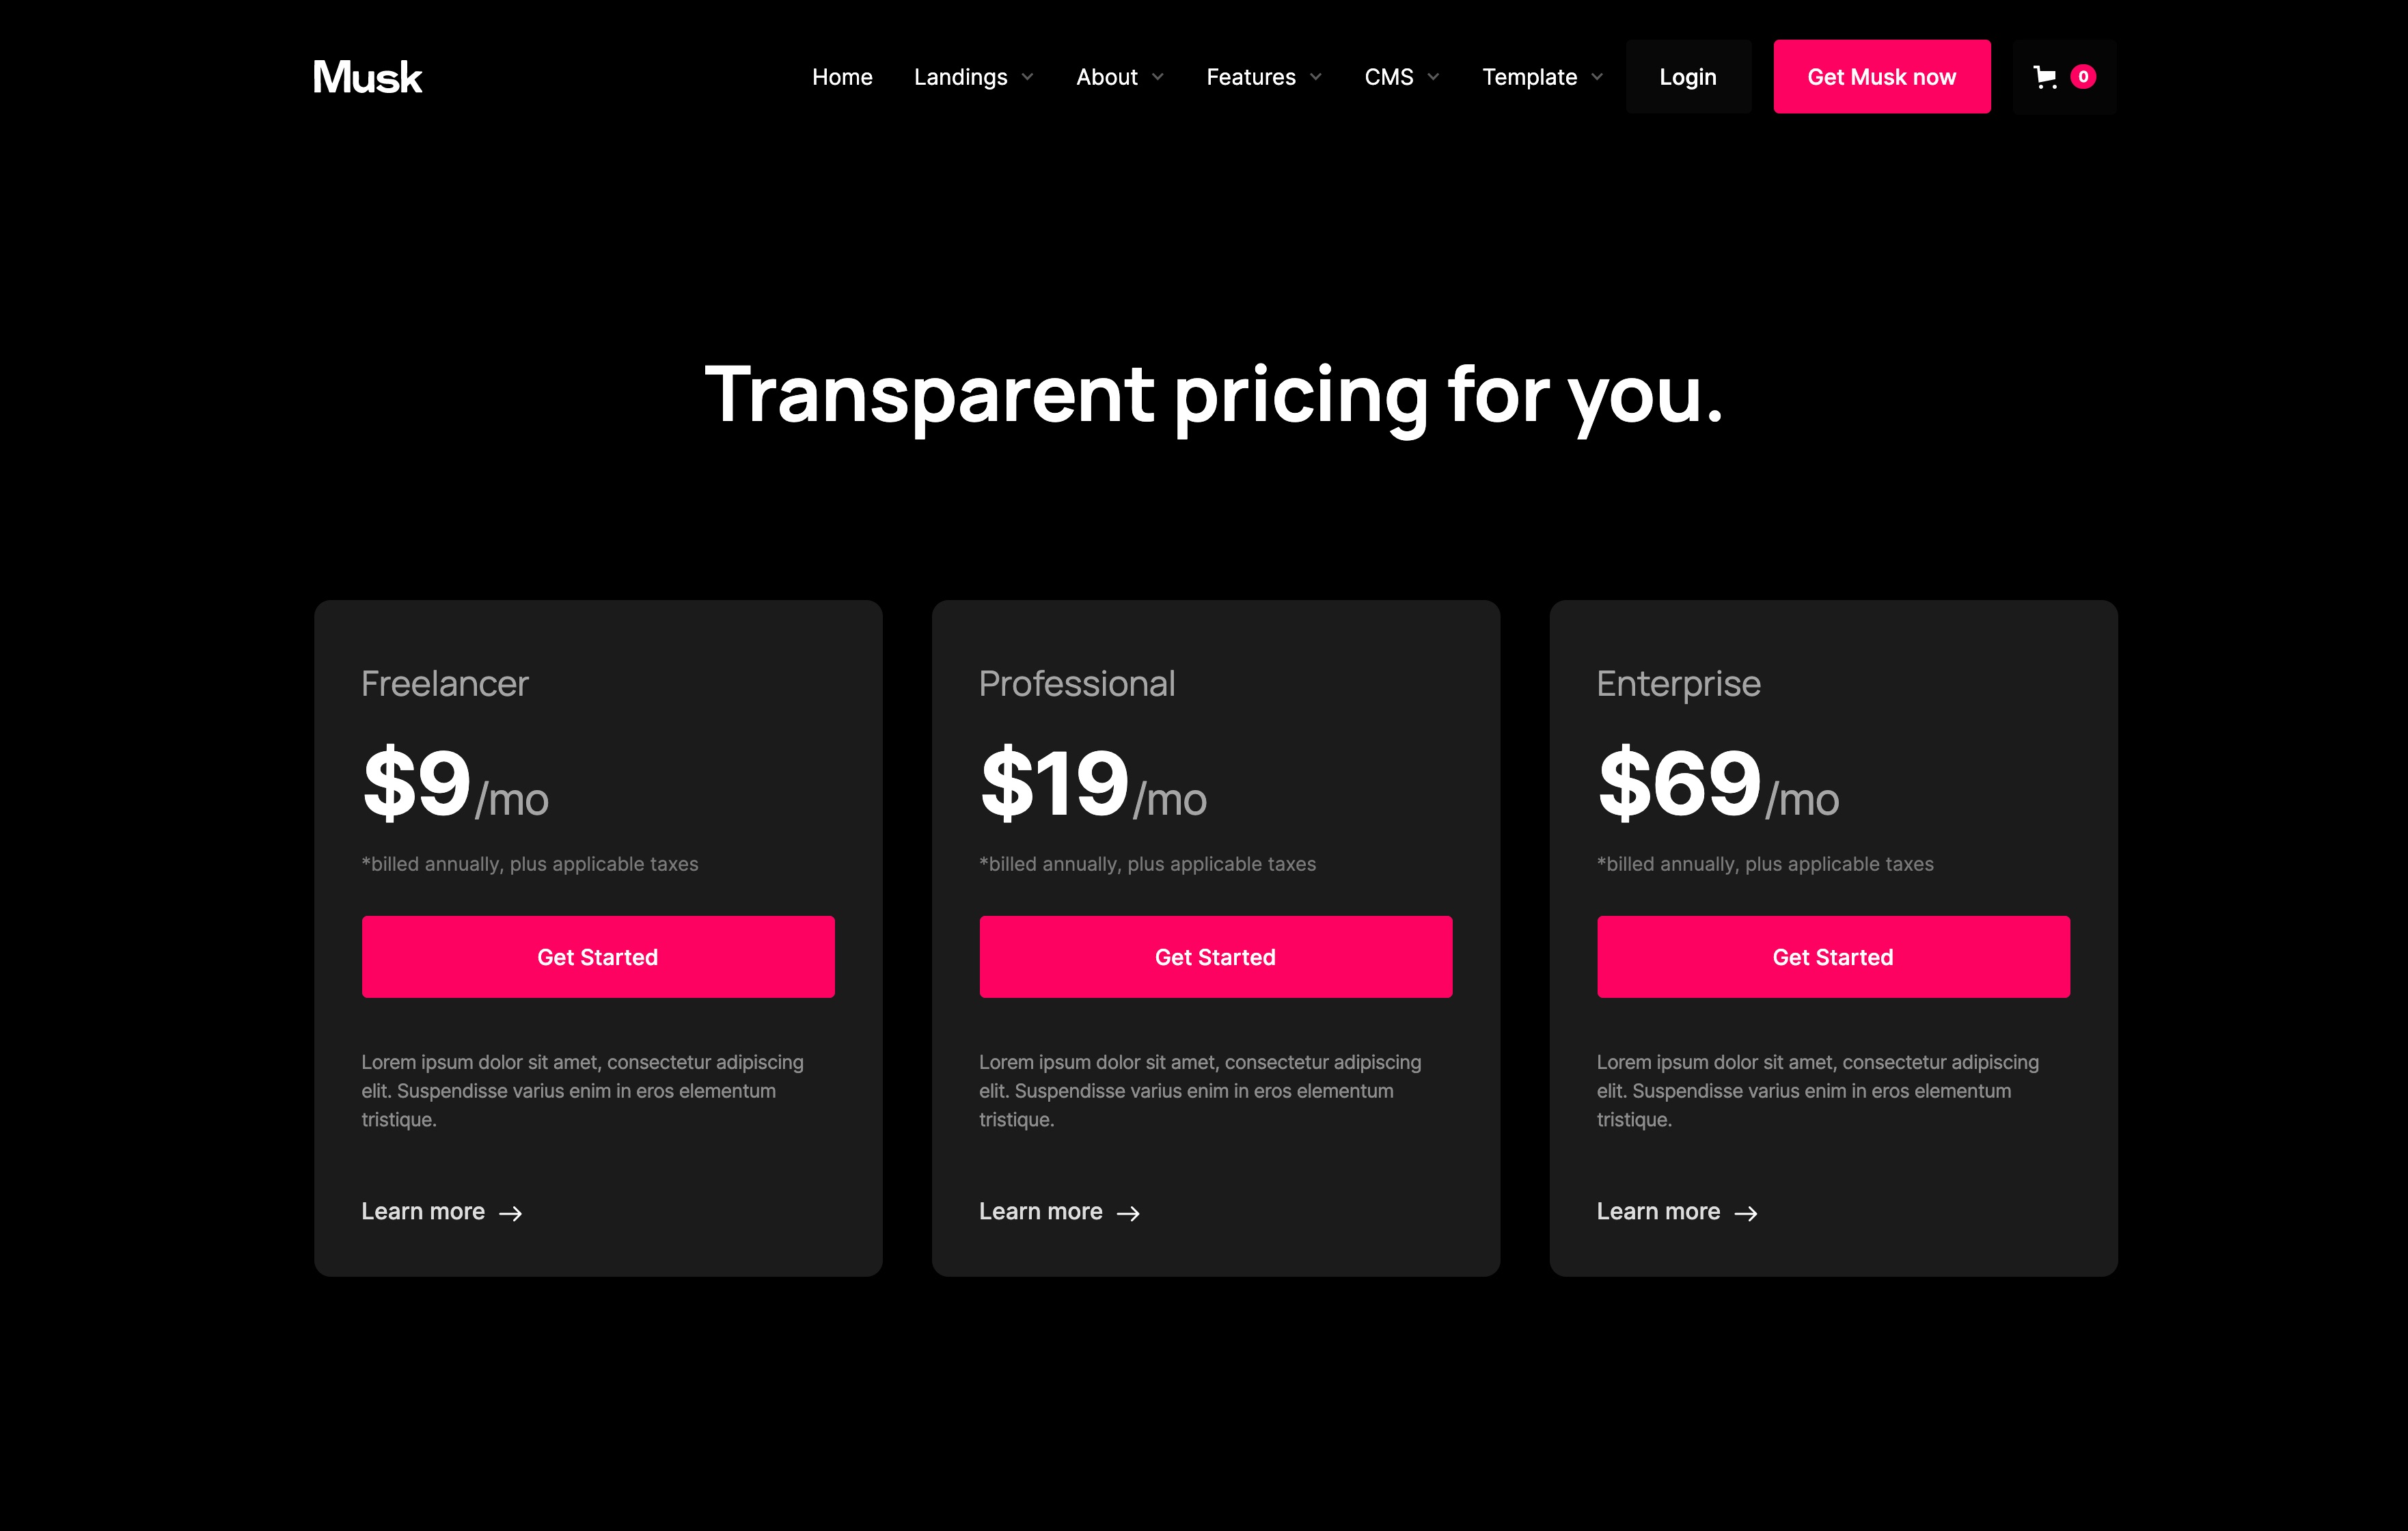 Musk
Home Landings About Features CMS Template Login Get Musk now 0
Transparent pricing for you.
Freelancer
$9/mo
*billed annually, plus applicable taxes
Get Started
Lorem ipsum dolor sit amet, consectetur adipiscing
elit. Suspendisse varius enim in eros elementum
tristique.
Learn more
Professional
$19/mo
*billed annually, plus applicable taxes
Get Started
Lorem ipsum dolor sit amet, consectetur adipiscing
elit. Suspendisse varius enim in eros elementum
tristique.
Learn more
Enterprise
$69/mo
*billed annually, plus applicable taxes
Get Started
Lorem ipsum dolor sit amet, consectetur adipiscing
elit. Suspendisse varius enim in eros elementum
tristique.
Learn more